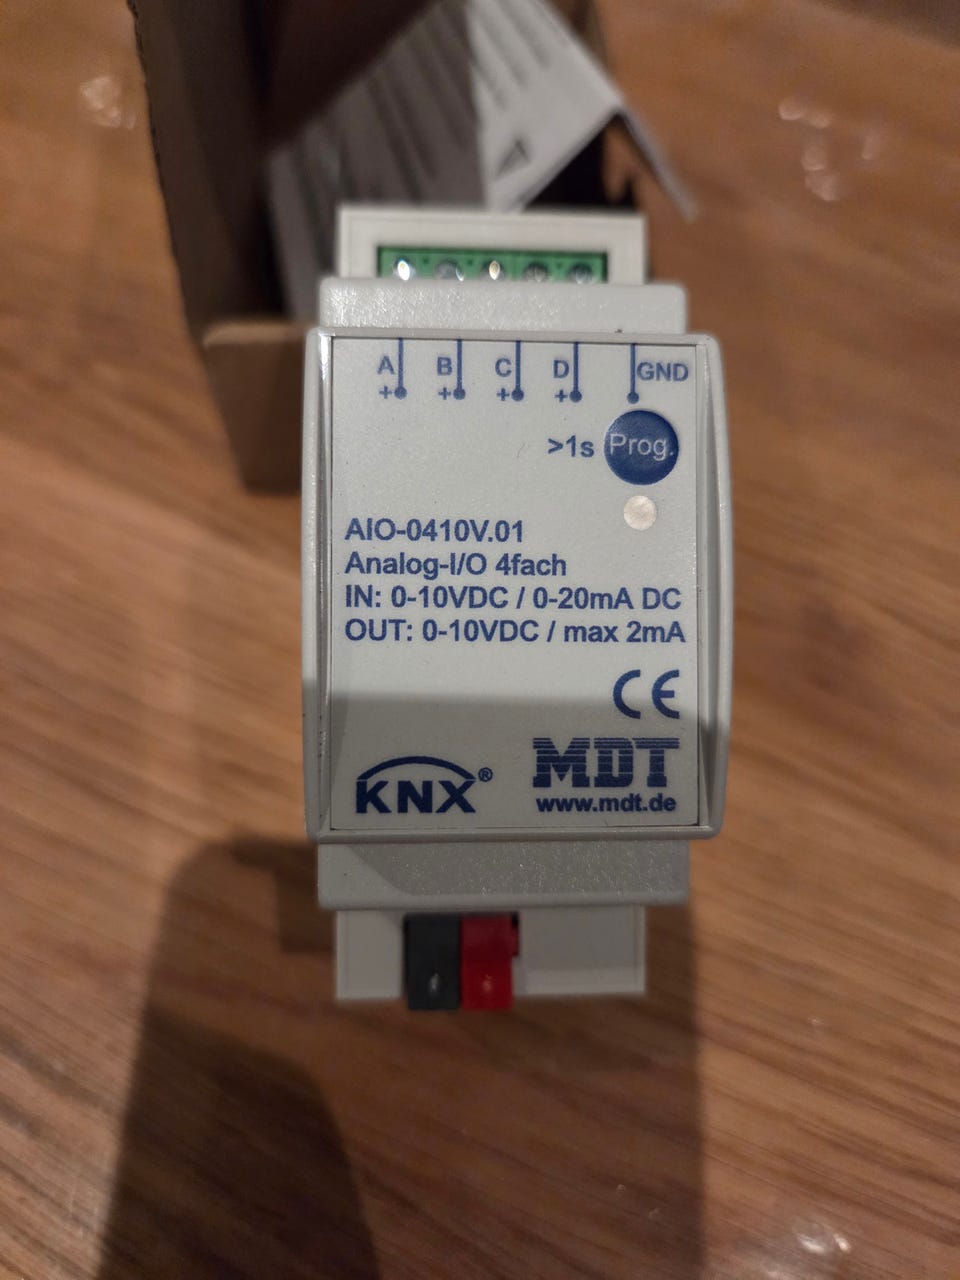 A B C D GND
+ + + +
>1s Prog.
AIO-0410V.01
Analog-I/O 4fach
IN: 0-10VDC / 0-20mA DC
OUT: 0-10VDC / max 2mA
CE
KNX®
MDT
www.mdt.de